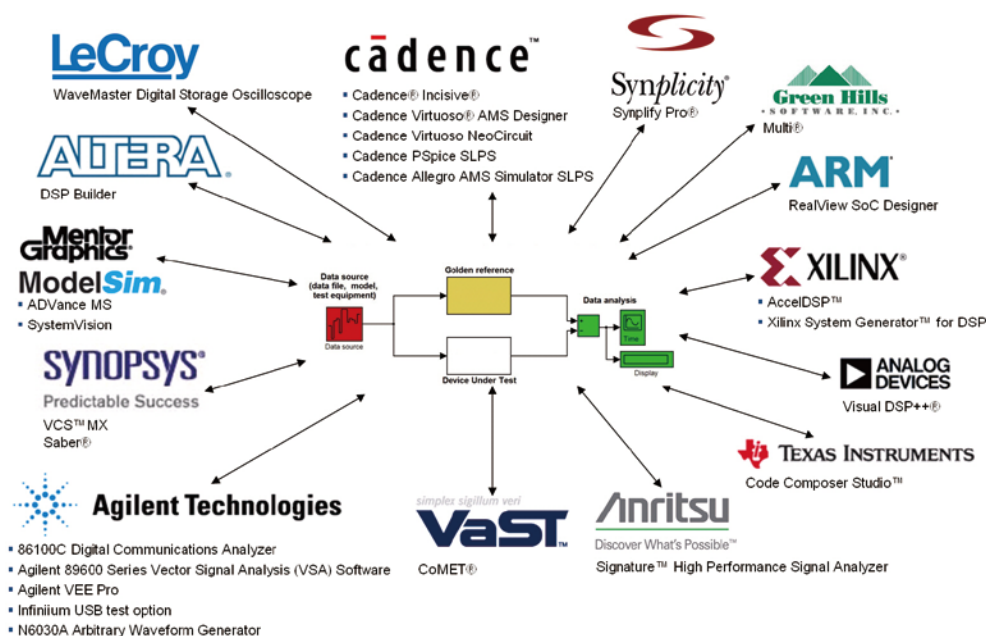 LeCroy
WaveMaster Digital Storage Oscilloscope
cādence™
▪ Cadence® Incisive®
▪ Cadence Virtuoso® AMS Designer
▪ Cadence Virtuoso NeoCircuit
▪ Cadence PSpice SLPS
▪ Cadence Allegro AMS Simulator SLPS
Synplicity®
Synplify Pro®
Green Hills
SOFTWARE, INC.
Multi®
ALTERA®
DSP Builder
ARM®
RealView SoC Designer
Mentor
Graphics®
ModelSim®
▪ ADVance MS
▪ SystemVision
XILINX®
▪ AccelDSP™
▪ Xilinx System Generator™ for DSP
Data source
(data file, model,
test equipment)
Data source
Golden reference
Device Under Test
Data analysis
Time
Display
SYNOPSYS®
Predictable Success
VCS™ MX
Saber®
ANALOG
DEVICES
Visual DSP++®
TEXAS INSTRUMENTS
Code Composer Studio™
Agilent Technologies
▪ 86100C Digital Communications Analyzer
▪ Agilent 89600 Series Vector Signal Analysis (VSA) Software
▪ Agilent VEE Pro
▪ Infiniium USB test option
▪ N6030A Arbitrary Waveform Generator
simplex sigillum veri
VaST™
CoMET®
Anritsu
Discover What's Possible™
Signature™ High Performance Signal Analyzer